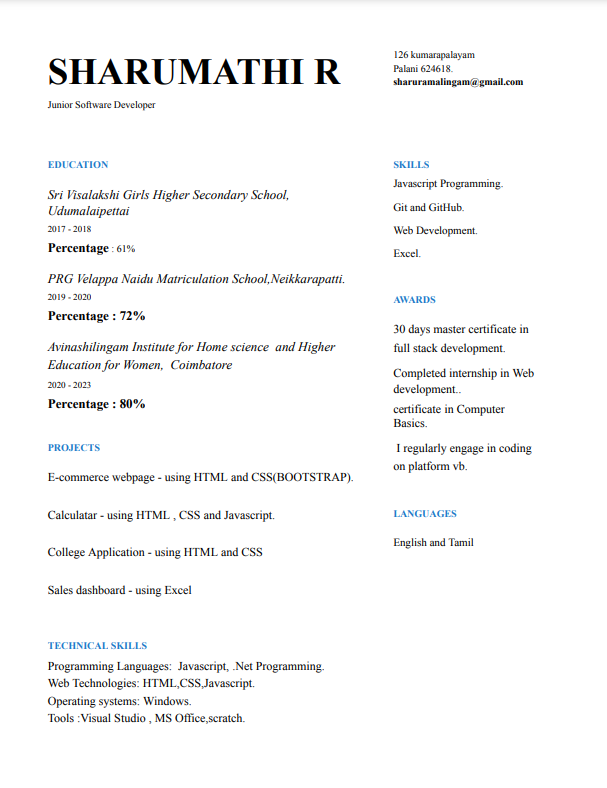 SHARUMATHI R
Junior Software Developer
126 kumarapalayam
Palani 624618.
sharuramalingam@gmail.com
EDUCATION
Sri Visalakshi Girls Higher Secondary School,
Udumalaipettai
2017 - 2018
Percentage : 61%
PRG Velappa Naidu Matriculation School,Neikkarapatti.
2019 - 2020
Percentage : 72%
Avinashilingam Institute for Home science  and Higher
Education for Women,  Coimbatore
2020 - 2023
Percentage : 80%
PROJECTS
E-commerce webpage - using HTML and CSS(BOOTSTRAP).
Calculatar - using HTML , CSS and Javascript.
College Application - using HTML and CSS
Sales dashboard - using Excel
TECHNICAL SKILLS
Programming Languages:  Javascript, .Net Programming.
Web Technologies: HTML,CSS,Javascript.
Operating systems: Windows.
Tools :Visual Studio , MS Office,scratch.
SKILLS
Javascript Programming.
Git and GitHub.
Web Development.
Excel.
AWARDS
30 days master certificate in
full stack development.
Completed internship in Web
development..
certificate in Computer
Basics.
I regularly engage in coding
on platform vb.
LANGUAGES
English and Tamil